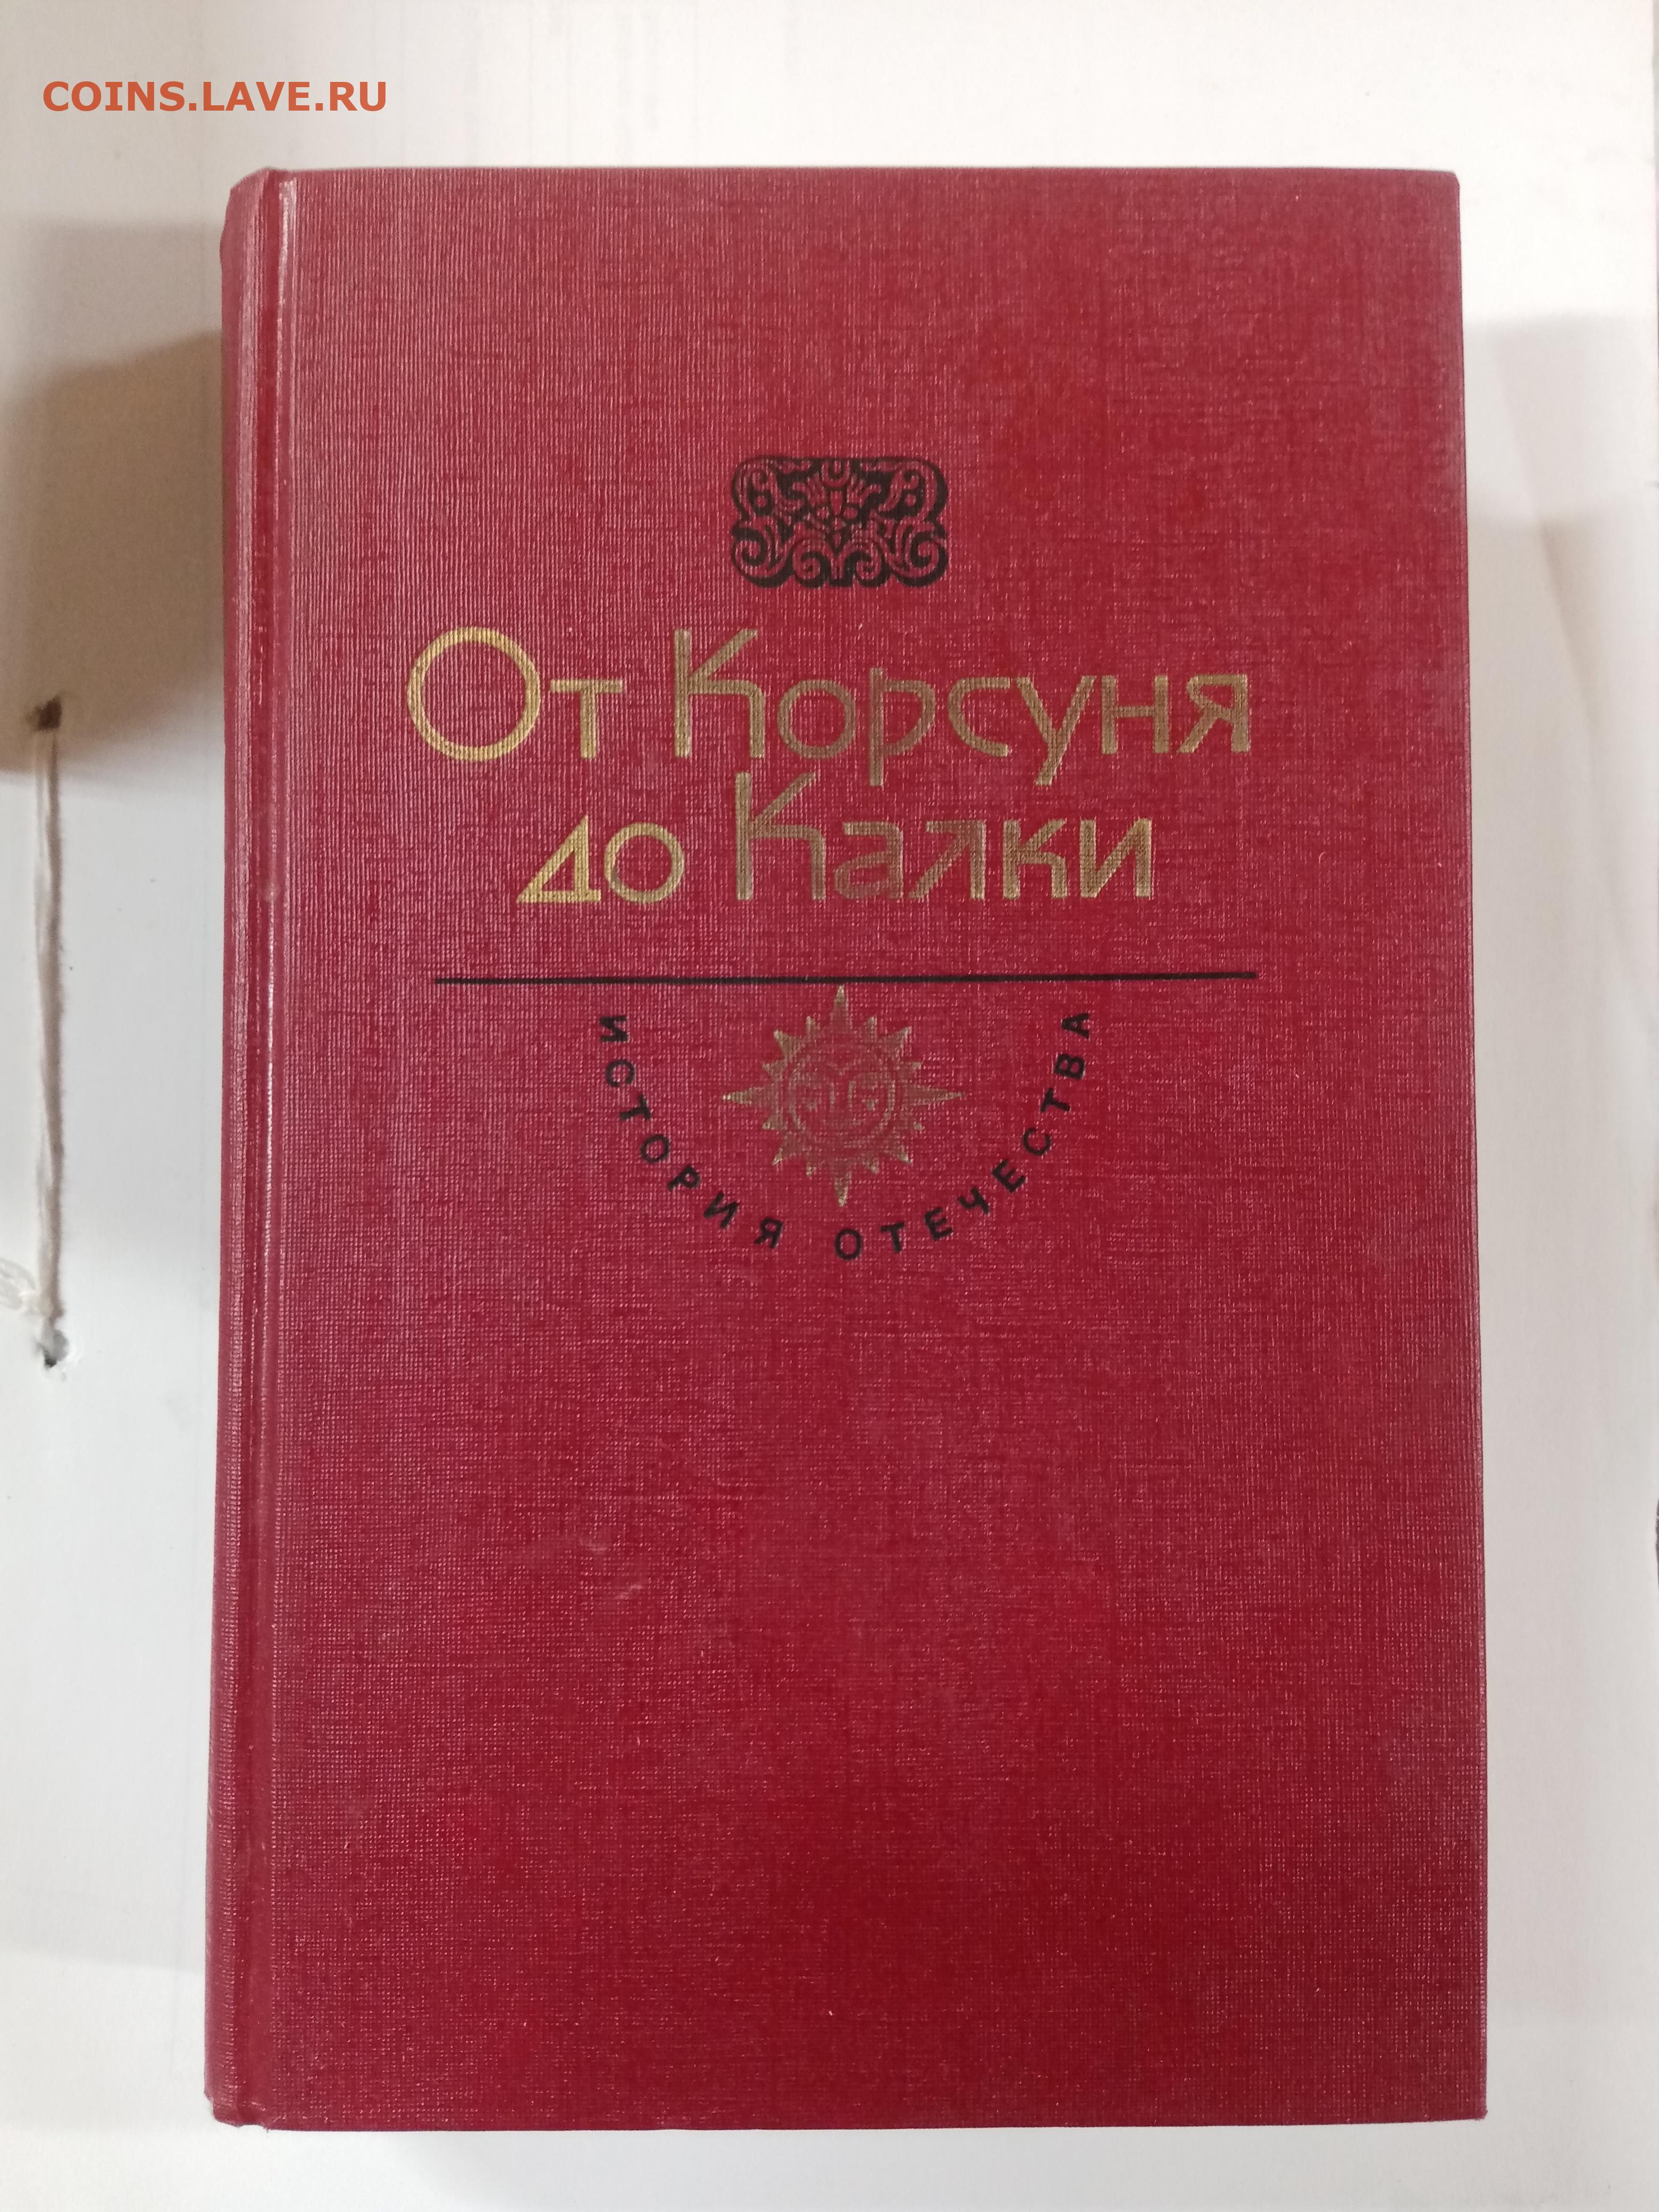 COINS.LAVE.RU
От Корсуня
до Калки
ИСТОРИЯ ОТЕЧЕСТВА